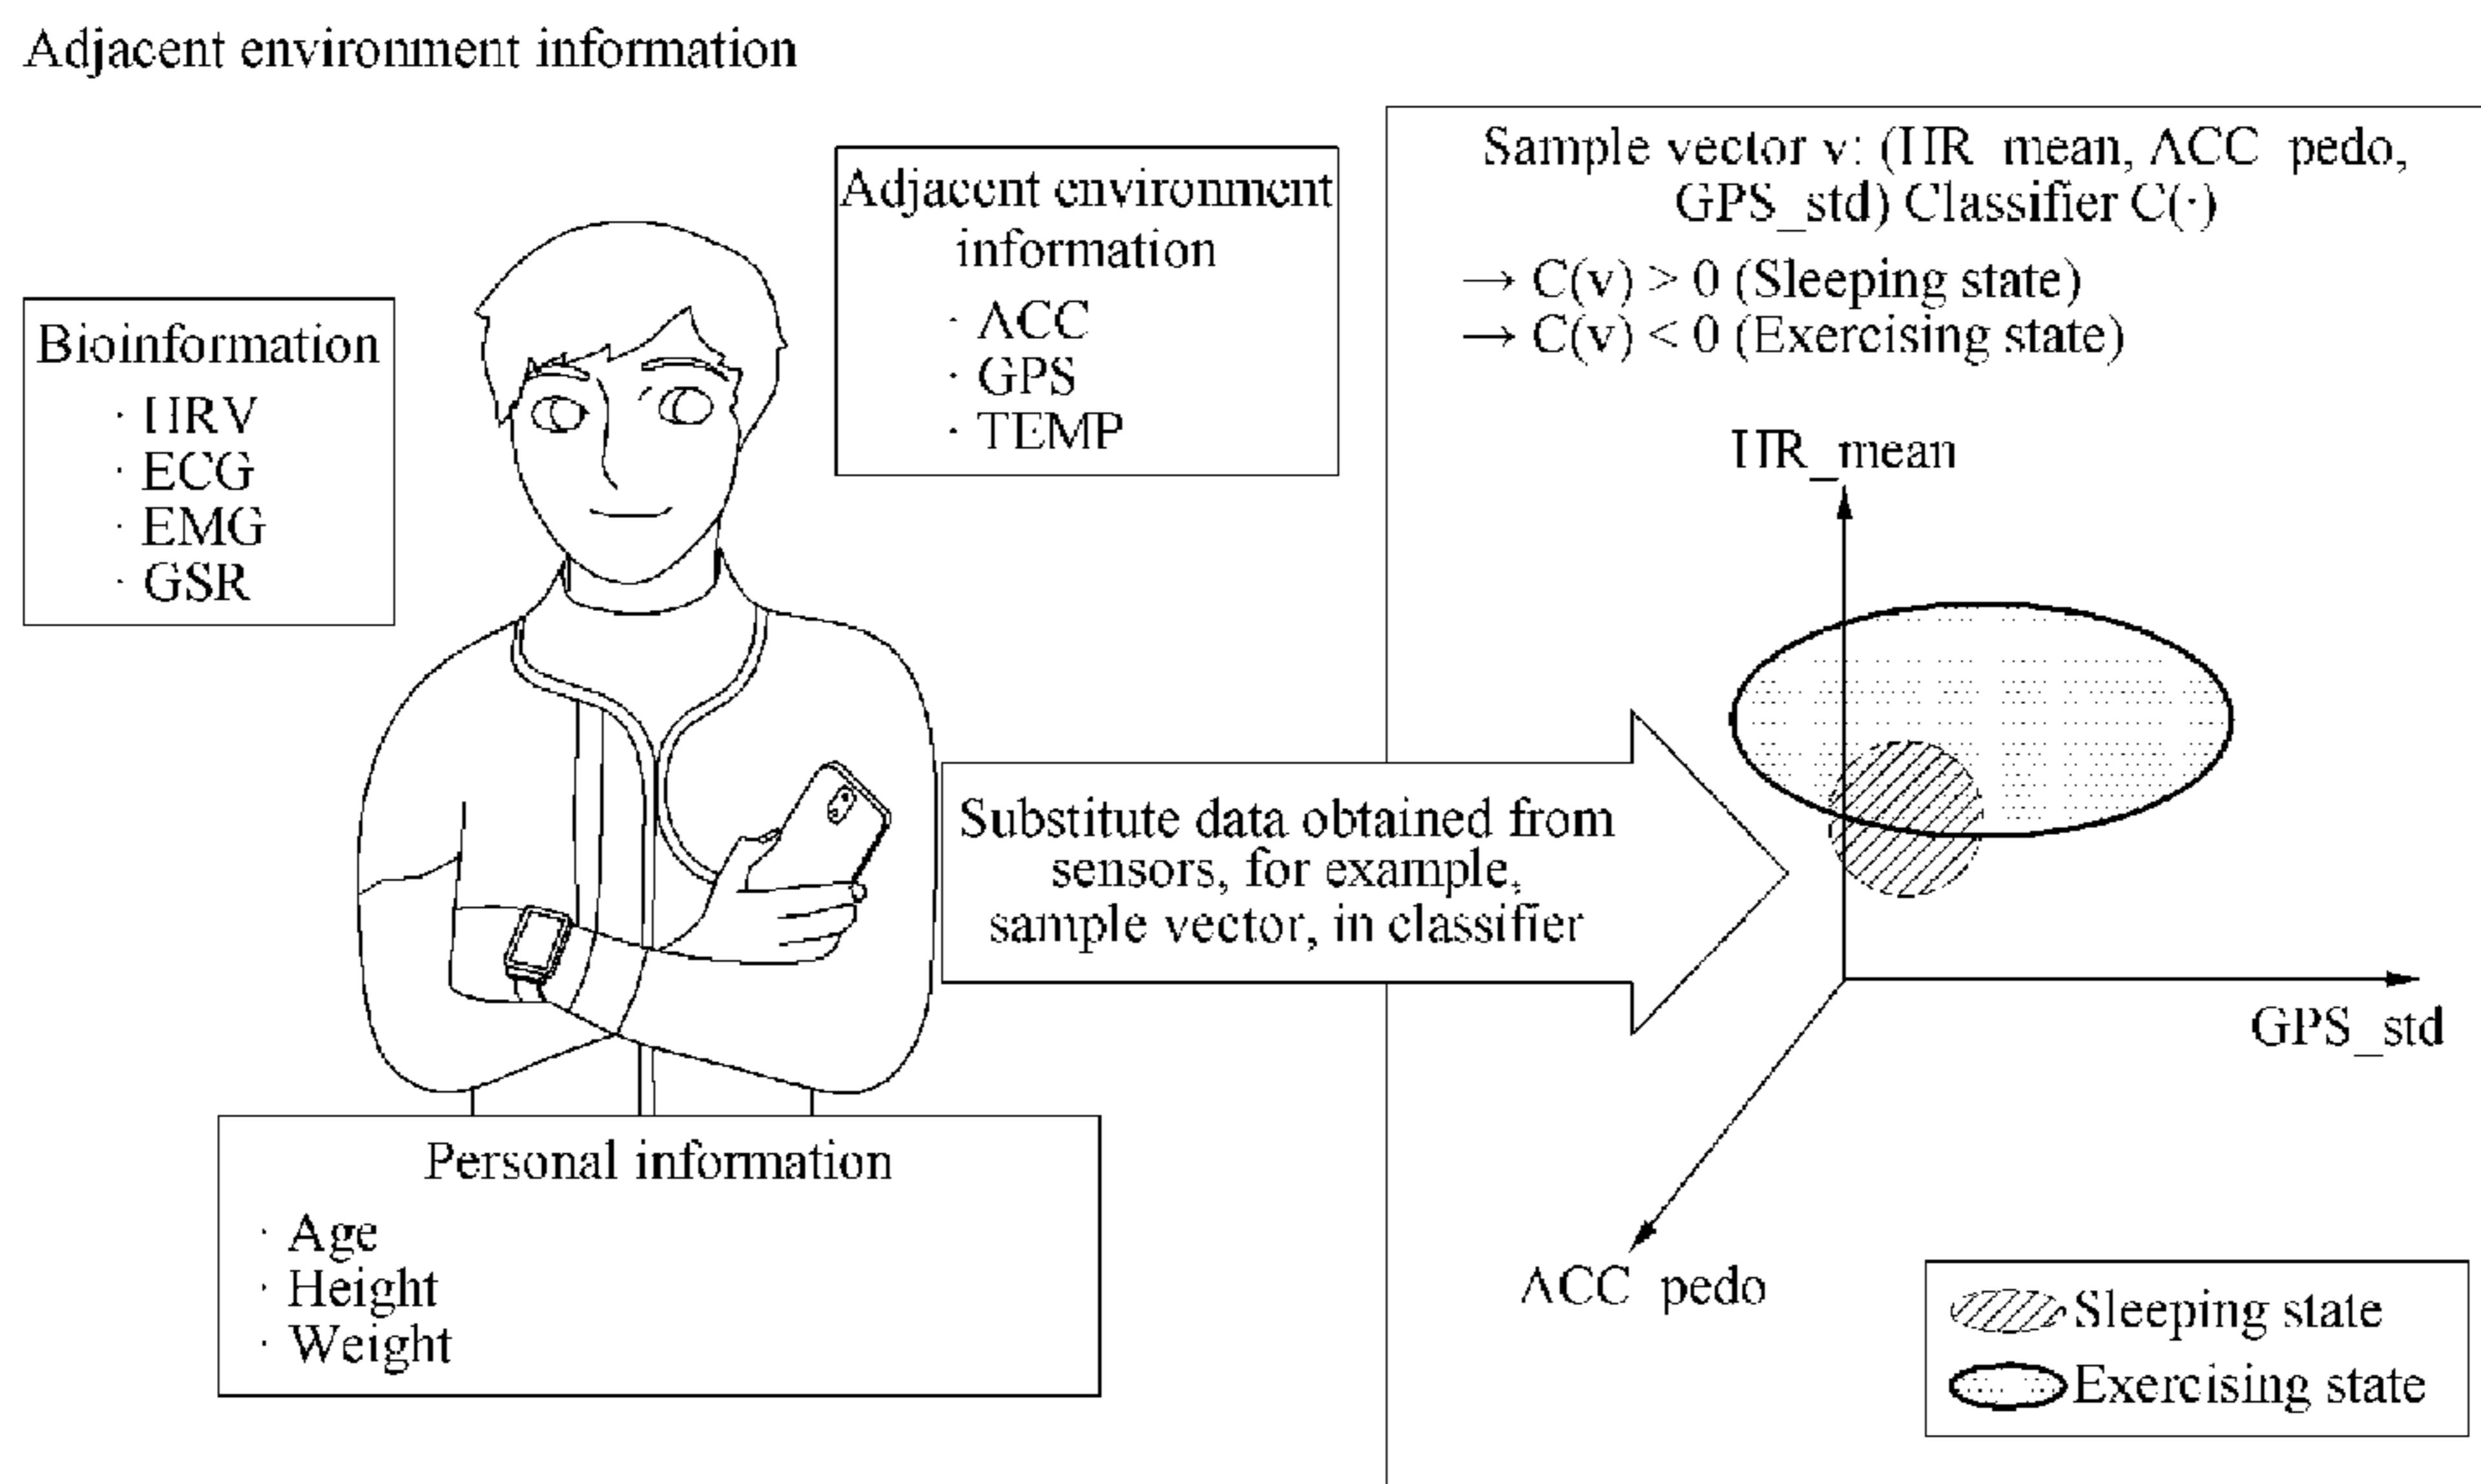 Adjacent environment information
Bioinformation
· HRV
· ECG
· EMG
· GSR
Adjacent environment
information
· ACC
· GPS
· TEMP
Personal information
· Age
· Height
· Weight
Substitute data obtained from
sensors, for example,
sample vector, in classifier
Sample vector v: (HR_mean, ACC_pedo,
GPS_std) Classifier C(·)
→ C(v) > 0 (Sleeping state)
→ C(v) < 0 (Exercising state)
HR_mean
GPS_std
ACC_pedo
Sleeping state
Exercising state